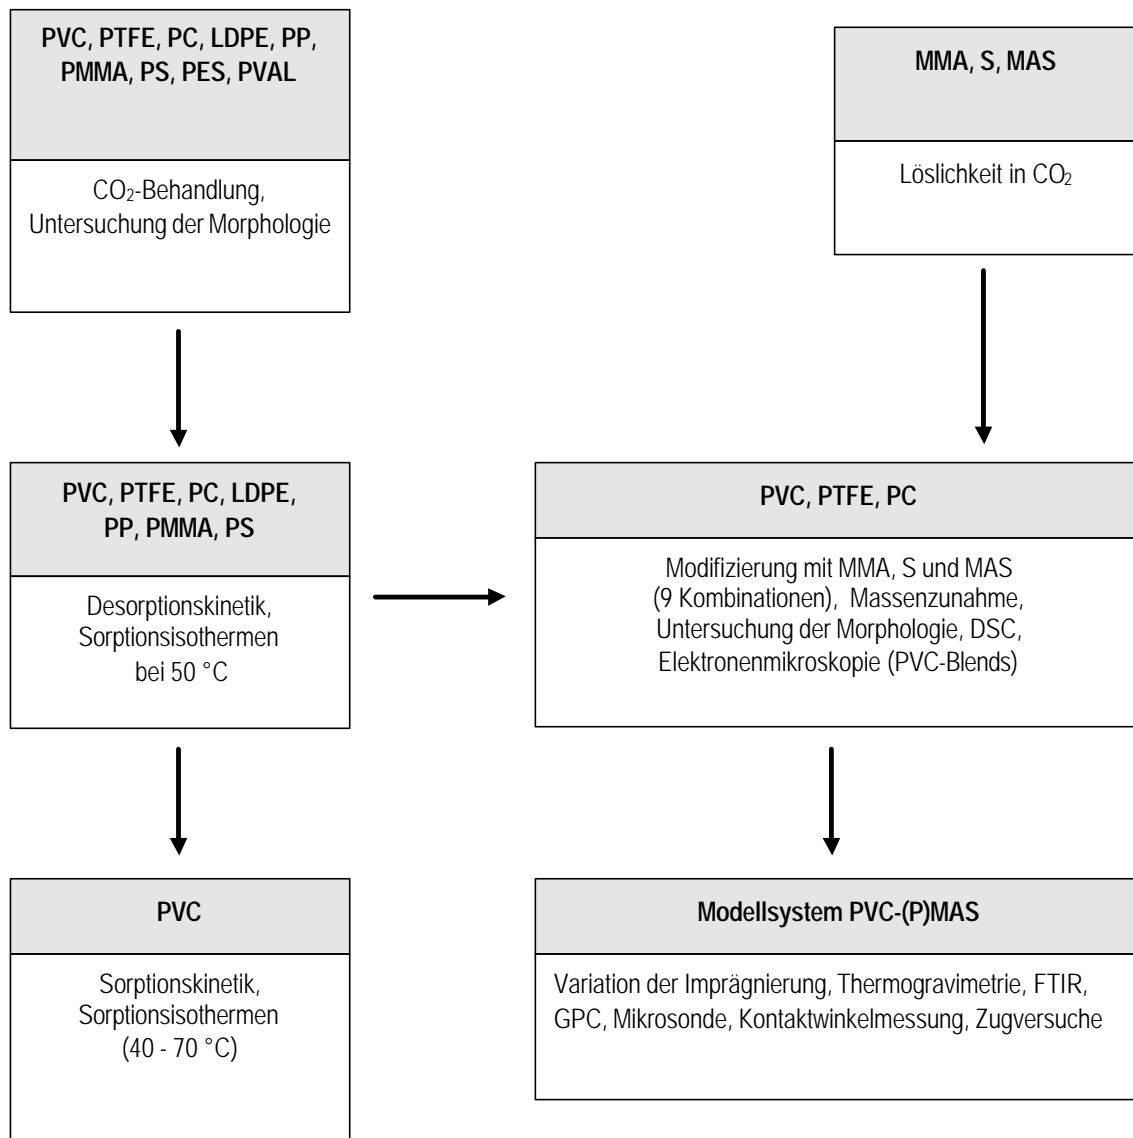 PVC, PTFE, PC, LDPE, PP,
PMMA, PS, PES, PVAL
CO₂-Behandlung,
Untersuchung der Morphologie
MMA, S, MAS
Löslichkeit in CO₂
PVC, PTFE, PC, LDPE,
PP, PMMA, PS
Desorptionskinetik,
Sorptionsisothermen
bei 50 °C
PVC, PTFE, PC
Modifizierung mit MMA, S und MAS
(9 Kombinationen), Massenzunahme,
Untersuchung der Morphologie, DSC,
Elektronenmikroskopie (PVC-Blends)
PVC
Sorptionskinetik,
Sorptionsisothermen
(40 - 70 °C)
Modellsystem PVC-(P)MAS
Variation der Imprägnierung, Thermogravimetrie, FTIR,
GPC, Mikrosonde, Kontaktwinkelmessung, Zugversuche